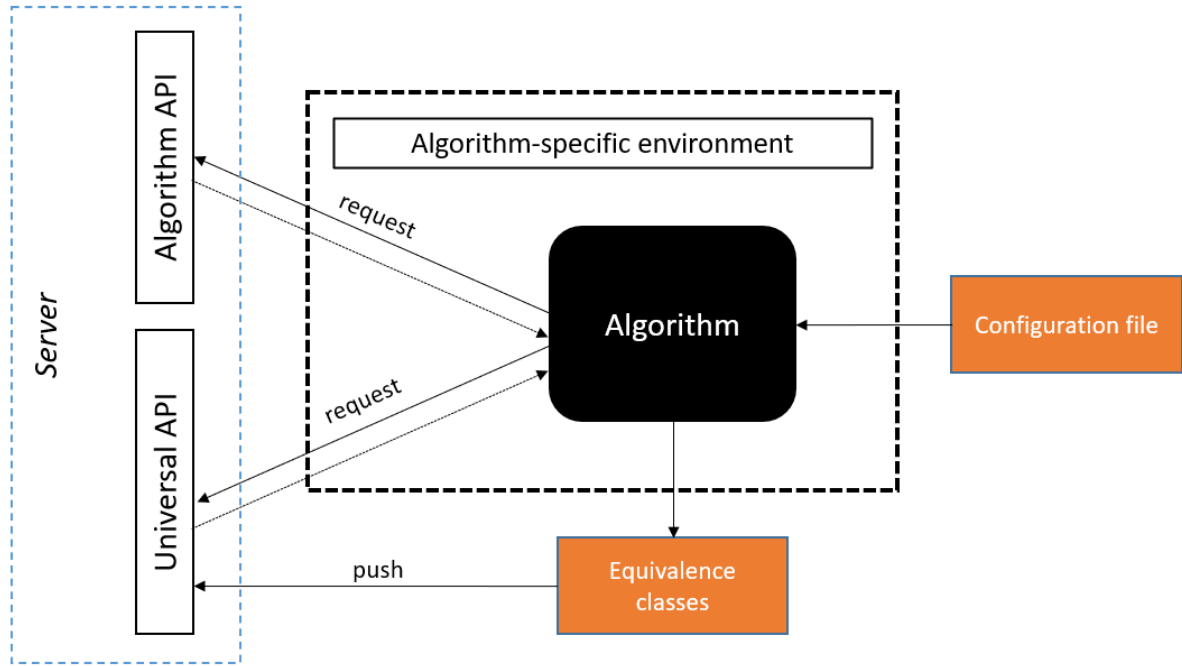 Server
Algorithm API
Universal API
Algorithm-specific environment
request
Algorithm
request
Configuration file
Equivalence
classes
push